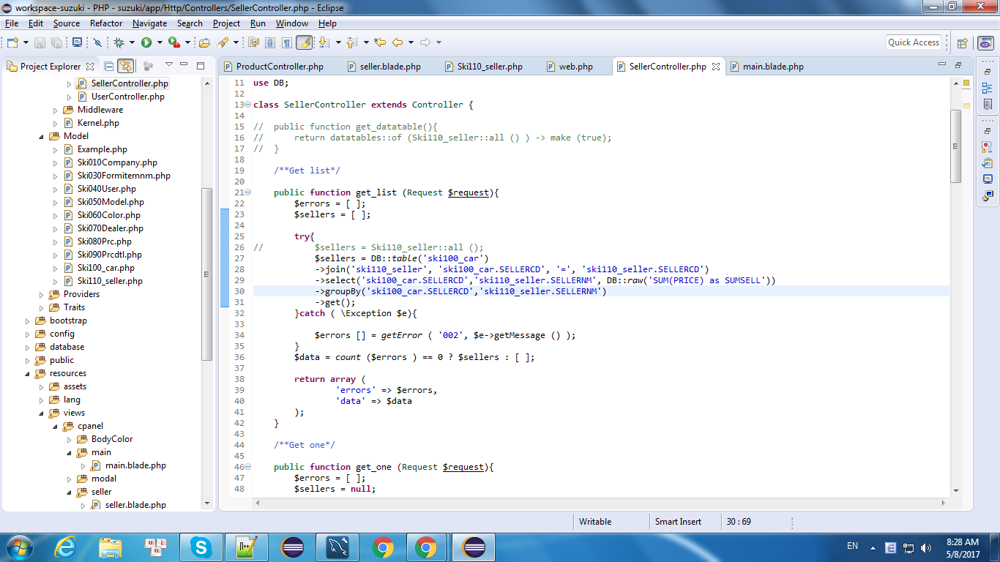 workspace-suzuki - PHP - suzuki/app/Http/Controllers/SellerController.php - Eclipse
File Edit Source Refactor Navigate Search Project Run Window Help
Quick Access
Project Explorer
SellerController.php
UserController.php
Middleware
Kernel.php
Model
Example.php
Ski010Company.php
Ski030Formitemnm.php
Ski040User.php
Ski050Model.php
Ski060Color.php
Ski070Dealer.php
Ski080Prc.php
Ski090Prcdtl.php
Ski100_car.php
Ski110_seller.php
Providers
Traits
bootstrap
config
database
public
resources
assets
lang
views
cpanel
BodyColor
main
main.blade.php
modal
seller
seller.blade.php
ProductController.php seller.blade.php Ski110_seller.php web.php SellerController.php main.blade.php
11 use DB;
12
13 class SellerController extends Controller {
14
15 //  public function get_datatable(){
16 //      return datatables::of (Ski110_seller::all () ) -> make (true);
17 //  }
18
19     /**Get list*/
20
21     public function get_list (Request $request){
22         $errors = [ ];
23         $sellers = [ ];
24
25         try{
26 //          $sellers = Ski110_seller::all ();
27             $sellers = DB::table('ski100_car')
28             ->join('ski110_seller', 'ski100_car.SELLERCD', '=', 'ski110_seller.SELLERCD')
29             ->select('ski100_car.SELLERCD','ski110_seller.SELLERNM', DB::raw('SUM(PRICE) as SUMSELL'))
30             ->groupBy('ski100_car.SELLERCD','ski110_seller.SELLERNM')
31             ->get();
32         }catch ( \Exception $e){
33
34             $errors [] = getError ( '002', $e->getMessage () );
35         }
36         $data = count ($errors ) == 0 ? $sellers : [ ];
37
38         return array (
39                 'errors' => $errors,
40                 'data' => $data
41         );
42     }
43
44     /**Get one*/
45
46     public function get_one (Request $request){
47         $errors = [ ];
48         $sellers = null;
Writable Smart Insert 30 : 69
EN
8:28 AM
5/8/2017